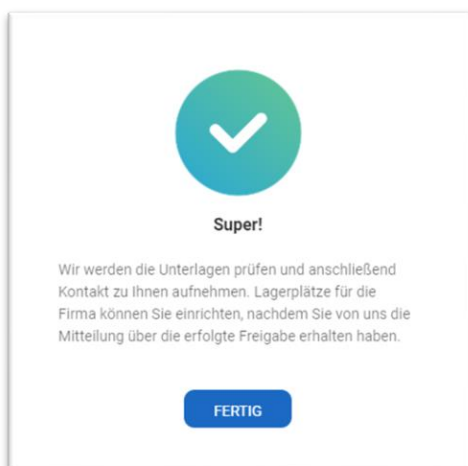 Super!
Wir werden die Unterlagen prüfen und anschließend
Kontakt zu Ihnen aufnehmen. Lagerplätze für die
Firma können Sie einrichten, nachdem Sie von uns die
Mitteilung über die erfolgte Freigabe erhalten haben.
FERTIG